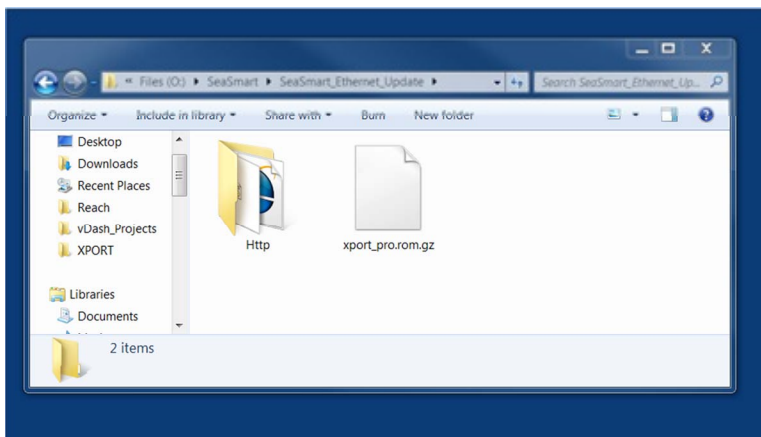 « Files (O:) ▸ SeaSmart ▸ SeaSmart_Ethernet_Update ▸ Search SeaSmart_Ethernet_Up...
Organize Include in library Share with Burn New folder
Desktop
Downloads
Recent Places
Reach
vDash_Projects
XPORT
Http xport_pro.rom.gz
Libraries
Documents
2 items